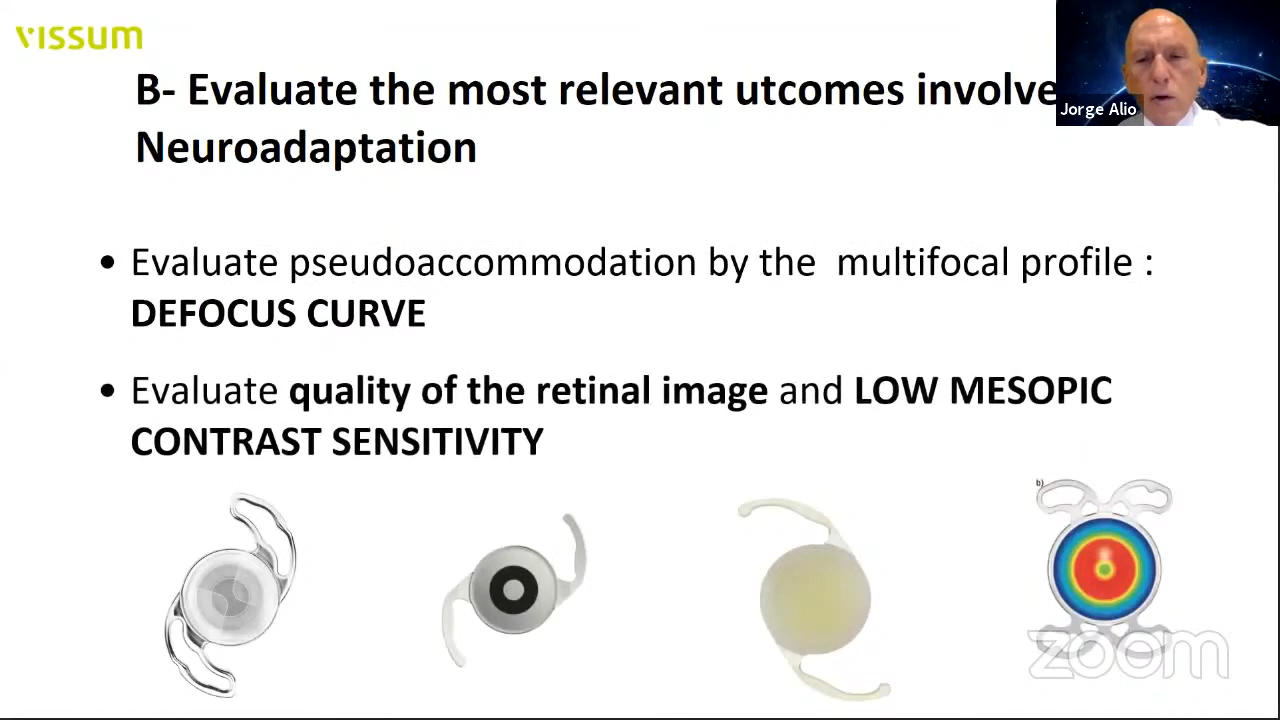 vissum
B- Evaluate the most relevant utcomes involve
Jorge Alio
Neuroadaptation
• Evaluate pseudoaccommodation by the  multifocal profile :
DEFOCUS CURVE
• Evaluate quality of the retinal image and LOW MESOPIC
CONTRAST SENSITIVITY
b)
zoom